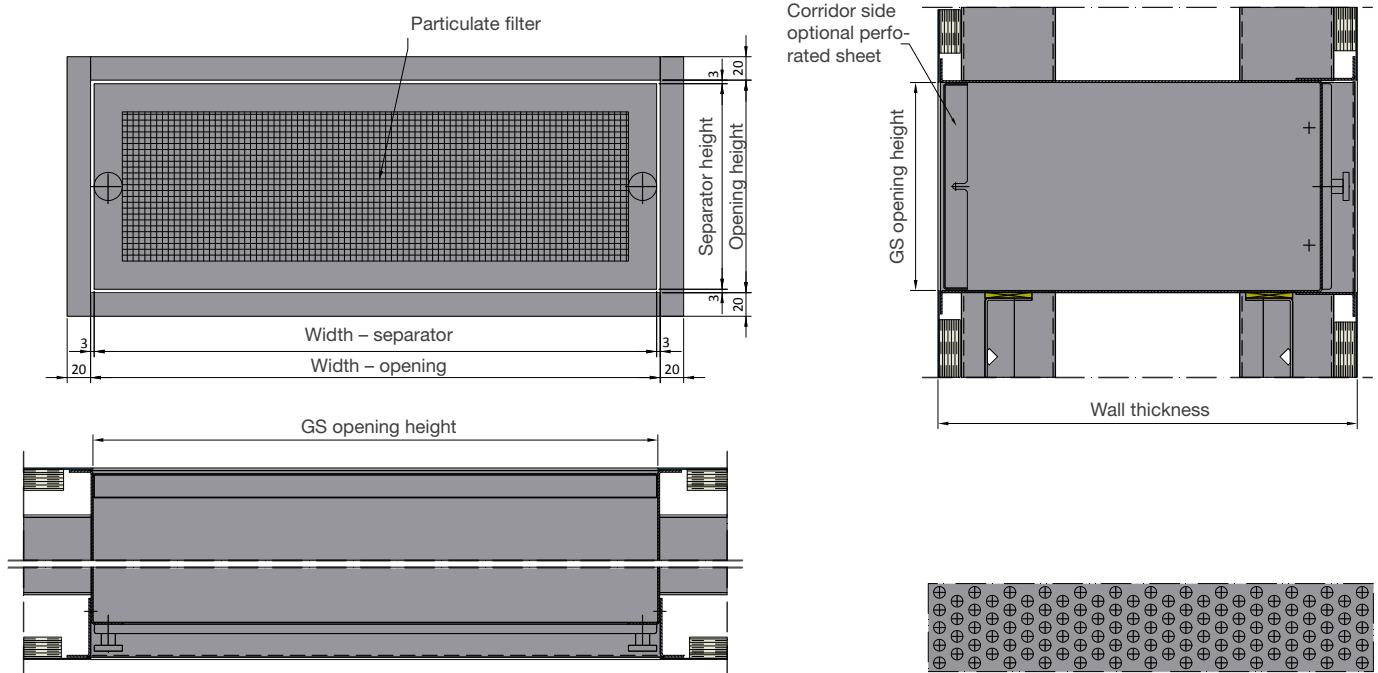 Particulate filter
3
20
Separator height
Opening height
3
20
Width – separator
3
3
Width – opening
20
20
Corridor side
optional perfo-
rated sheet
GS opening height
Wall thickness
GS opening height